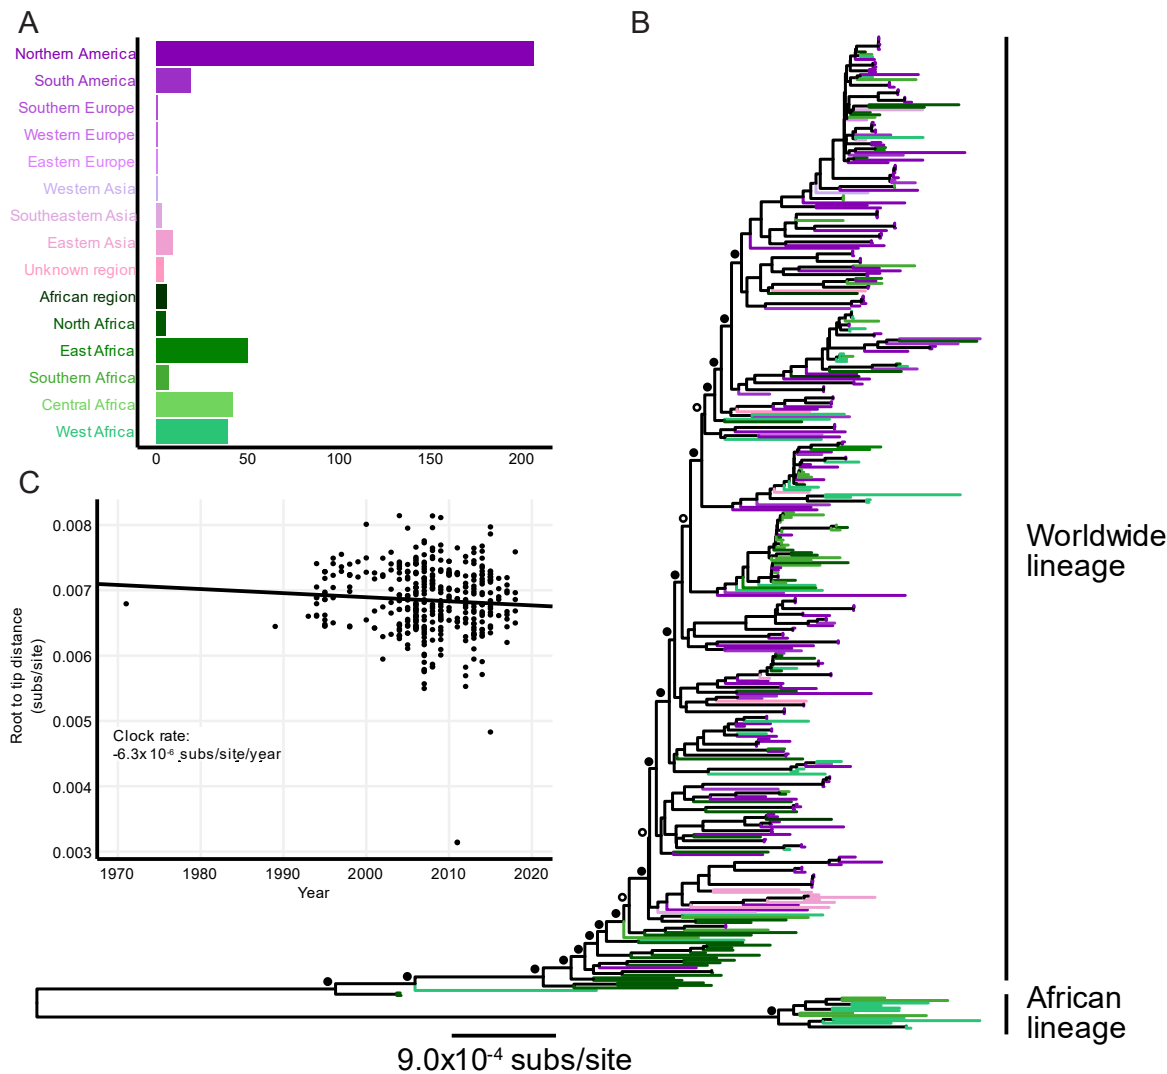 A
Northern America
South America
Southern Europe
Western Europe
Eastern Europe
Western Asia
Southeastern Asia
Eastern Asia
Unknown region
African region
North Africa
East Africa
Southern Africa
Central Africa
West Africa
0 50 100 150 200
B
Worldwide
lineage
African
lineage
9.0x10⁻⁴ subs/site
C
Root to tip distance
(subs/site)
0.008
0.007
0.006
0.005
0.004
0.003
Clock rate:
-6.3x10⁻⁶ subs/site/year
1970 1980 1990 2000 2010 2020
Year